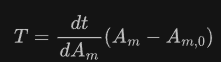 T = \frac{dt}{dA_m}(A_m - A_{m,0})